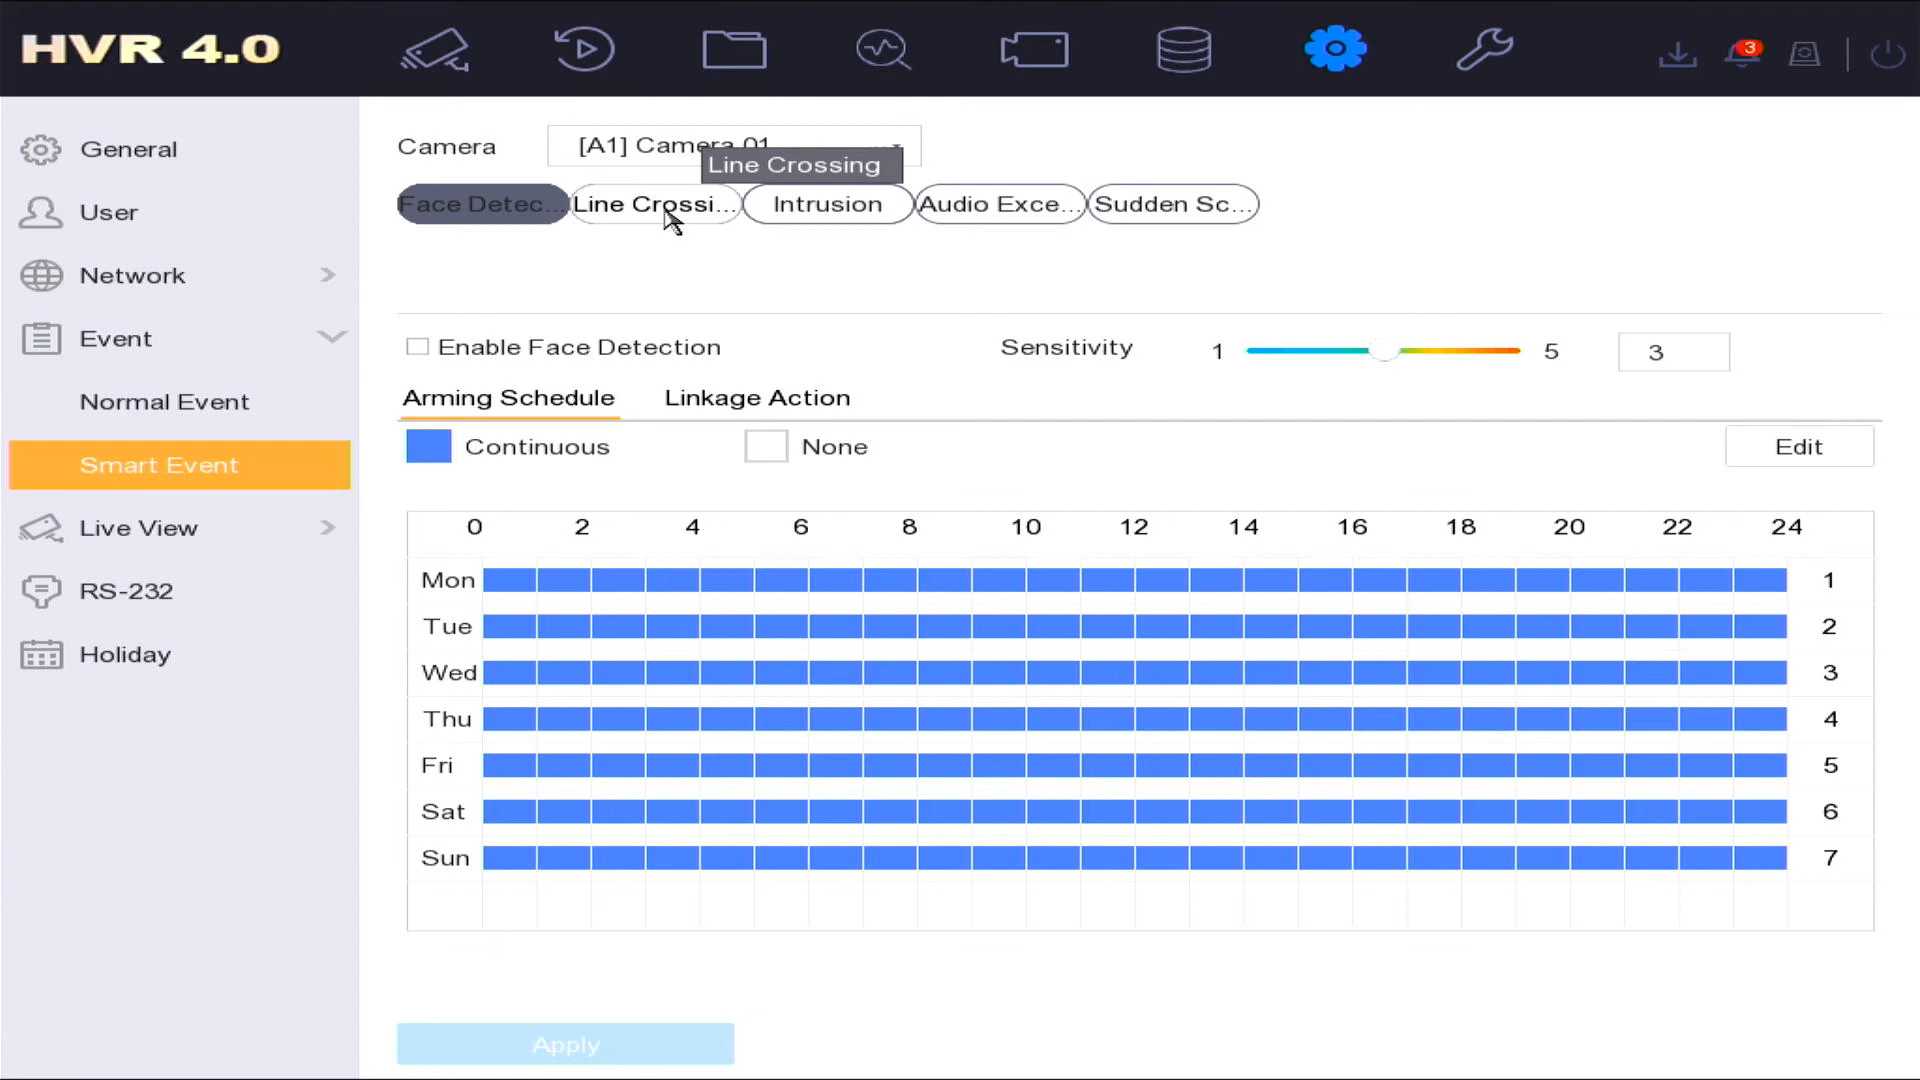 HVR 4.0
3
General
User
Network
Event
Normal Event
Smart Event
Live View
RS-232
Holiday
Camera [A1] Camera 01
Line Crossing
Face Detec... Line Crossi... Intrusion Audio Exce... Sudden Sc...
Enable Face Detection Sensitivity 1 5 3
Arming Schedule Linkage Action
Continuous None Edit
0 2 4 6 8 10 12 14 16 18 20 22 24
Mon 1
Tue 2
Wed 3
Thu 4
Fri 5
Sat 6
Sun 7
Apply